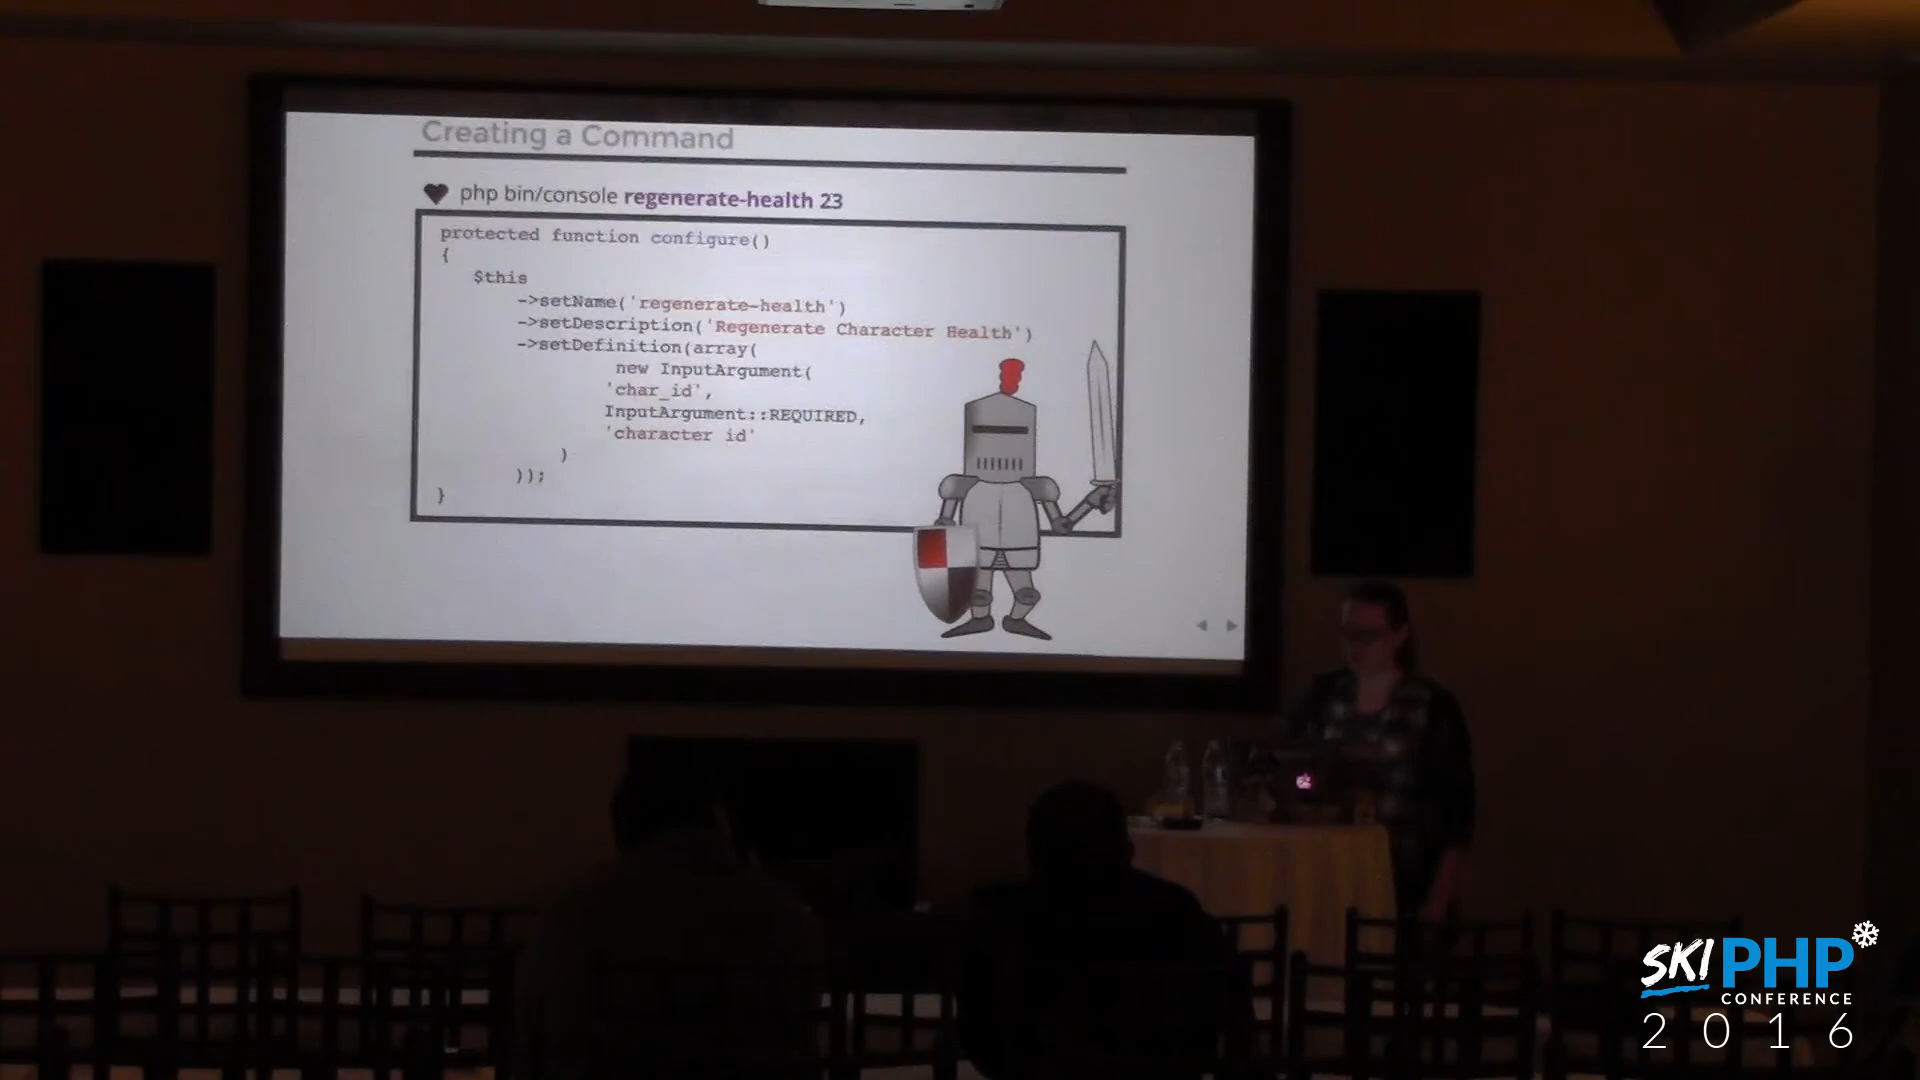 Creating a Command
php bin/console regenerate-health 23
protected function configure()
{
$this
->setName('regenerate-health')
->setDescription('Regenerate Character Health')
->setDefinition(array(
new InputArgument(
'char_id',
InputArgument::REQUIRED,
'character id'
)
));
}
SKI PHP
CONFERENCE
2016